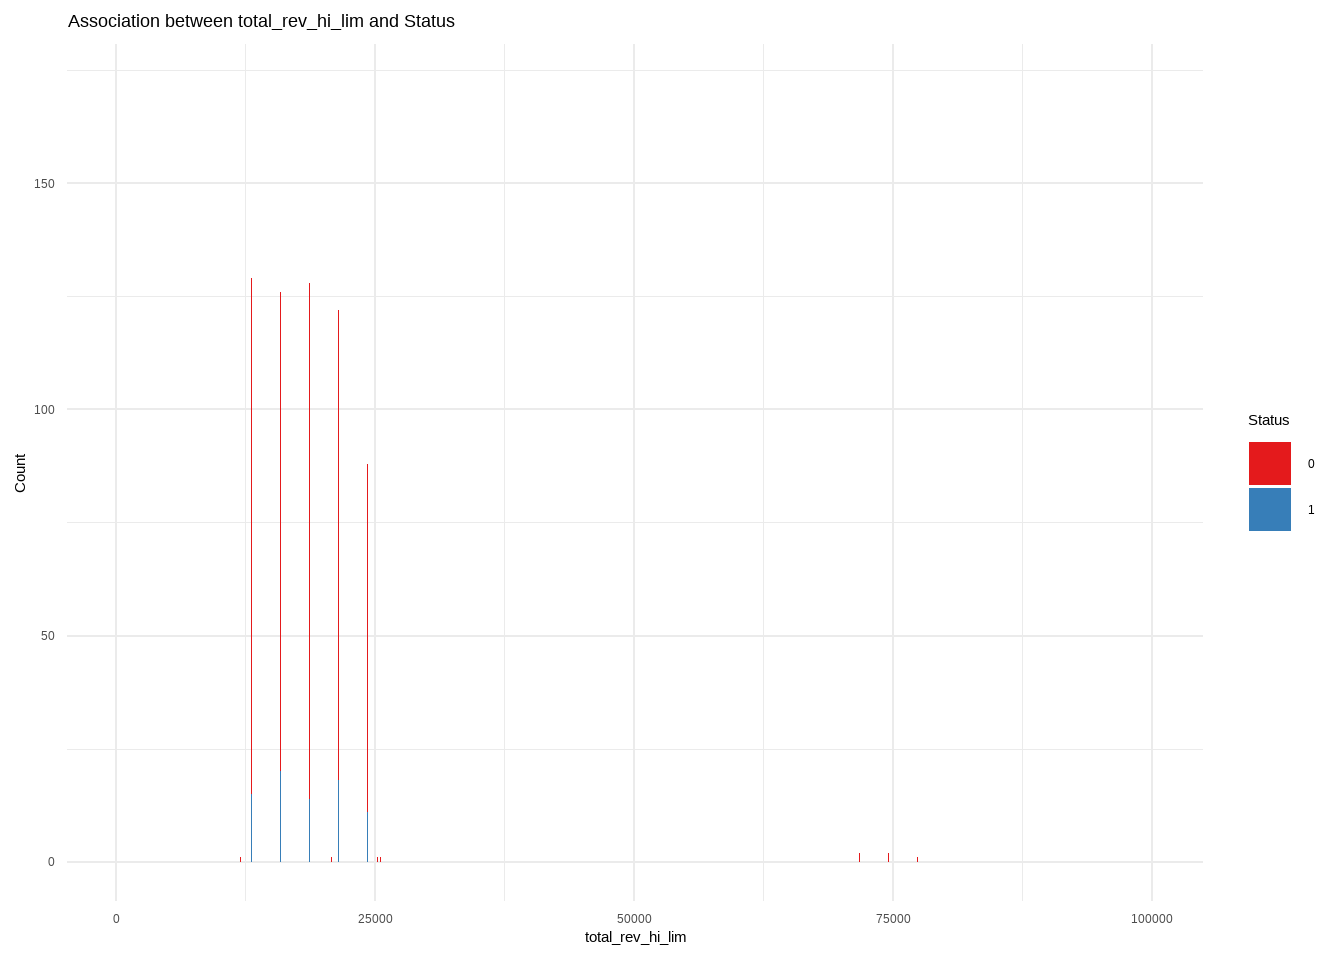 Association between total_rev_hi_lim and Status
150
100
50
0
Count
0
25000
50000
75000
100000
total_rev_hi_lim
Status
0
1